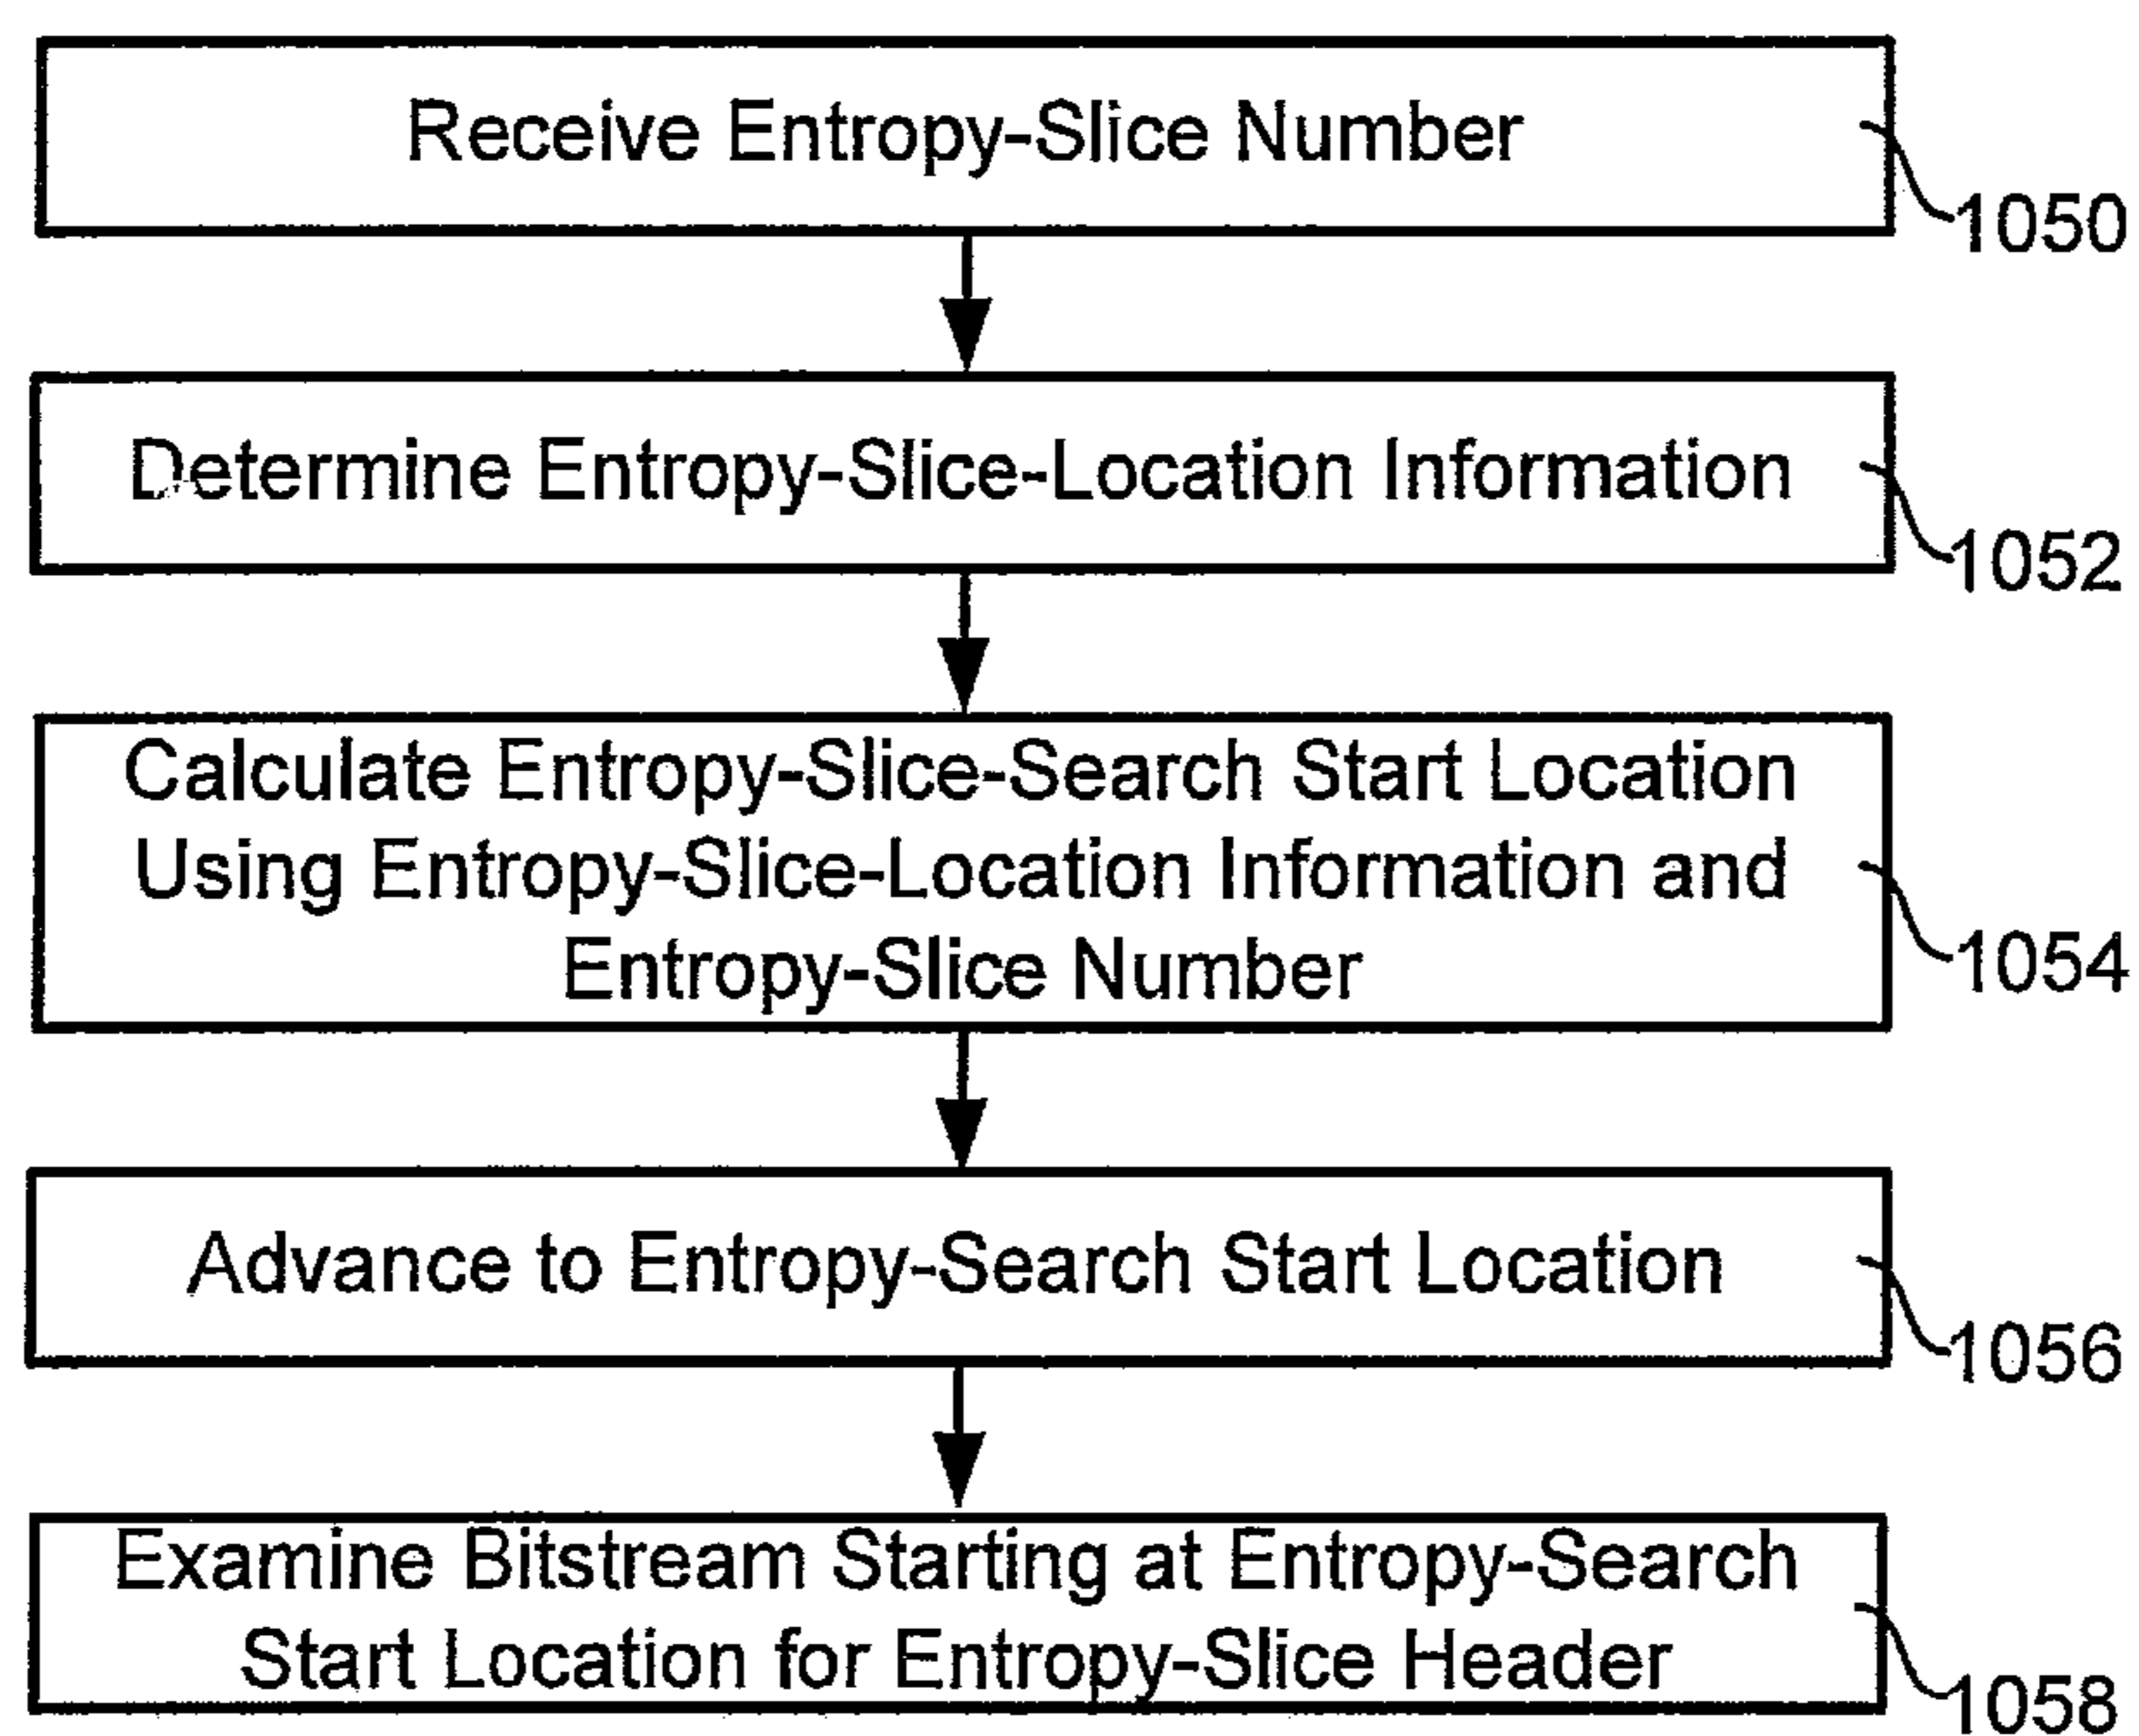 Receive Entropy-Slice Number
1050
Determine Entropy-Slice-Location Information
1052
Calculate Entropy-Slice-Search Start Location
Using Entropy-Slice-Location Information and
Entropy-Slice Number
1054
Advance to Entropy-Search Start Location
1056
Examine Bitstream Starting at Entropy-Search
Start Location for Entropy-Slice Header
1058